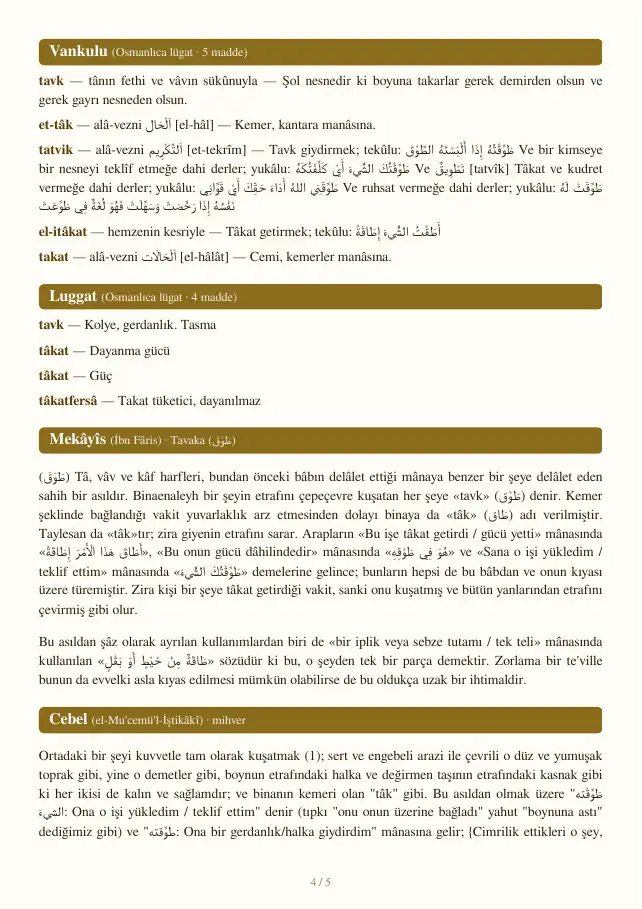 Vankulu (Osmanlıca lügat · 5 madde)
tavk — tânın fethi ve vâvın sükûnuyla — Şol nesnedir ki boyuna takarlar gerek demirden olsun ve
gerek gayrı nesneden olsun.
et-tâk — alâ-vezni اَلْحَال [el-hâl] — Kemer, kantara manâsına.
tatvik — alâ-vezni اَلتَّكْرِيم [et-tekrîm] — Tavk giydirmek; tekûlu: طَوَّقْتُهُ إِذَا أَلْبَسْتَهُ الطَّوْقَ Ve bir kimseye
bir nesneyi teklîf etmeğe dahi derler; yukâlu: طَوَّقْتُكَ الشَّيْءَ أَيْ كَلَّفْتُكَهُ Ve تَطْوِيقٌ [tatvîk] Tâkat ve kudret
vermeğe dahi derler; yukâlu: طَوَّقَنِي اللهُ أَدَاءَ حَقِّكَ أَيْ قَوَّانِي Ve ruhsat vermeğe dahi derler; yukâlu: طَوَّقَتْ لَهُ
نَفْسُهُ إِذَا رَخَّصَتْ وَسَهَّلَتْ فَهُوَ لُغَةٌ فِي طَوَّعَتْ
el-itâkat — hemzenin kesriyle — Tâkat getirmek; tekûlu: أَطَقْتُ الشَّيْءَ إِطَاقَةً
takat — alâ-vezni اَلْحَالَات [el-hâlât] — Cemi, kemerler manâsına.
Luggat (Osmanlıca lügat · 4 madde)
tavk — Kolye, gerdanlık. Tasma
tâkat — Dayanma gücü
tâkat — Güç
tâkatfersâ — Takat tüketici, dayanılmaz
Mekâyîs (İbn Fâris) · Tavaka (طَوَقَ)
(طَوَقَ) Tâ, vâv ve kâf harfleri, bundan önceki bâbın delâlet ettiği mânaya benzer bir şeye delâlet eden
sahih bir asıldır. Binaenaleyh bir şeyin etrafını çepeçevre kuşatan her şeye «tavk» (طَوْق) denir. Kemer
şeklinde bağlandığı vakit yuvarlaklık arz etmesinden dolayı binaya da «tâk» (طَاق) adı verilmiştir.
Taylesan da «tâk»tır; zira giyenin etrafını sarar. Arapların «Bu işe tâkat getirdi / gücü yetti» mânasında
«أَطَاقَ هَذَا الْأَمْرَ إِطَاقَةً», «Bu onun gücü dâhilindedir» mânasında «هُوَ فِي طَوْقِهِ» ve «Sana o işi yükledim /
teklif ettim» mânasında «طَوَّقْتُكَ الشَّيْءَ» demelerine gelince; bunların hepsi de bu bâbdan ve onun kıyası
üzere türemiştir. Zira kişi bir şeye tâkat getirdiği vakit, sanki onu kuşatmış ve bütün yanlarından etrafını
çevirmiş gibi olur.
Bu asıldan şâz olarak ayrılan kullanımlardan biri de «bir iplik veya sebze tutamı / tek teli» mânasında
kullanılan «طَاقَةٌ مِنْ خَيْطٍ أَوْ بَقْلٍ» sözüdür ki bu, o şeyden tek bir parça demektir. Zorlama bir te'ville
bunun da evvelki asla kıyas edilmesi mümkün olabilirse de bu oldukça uzak bir ihtimaldir.
Cebel (el-Mu'cemü'l-İştikâkî) · mihver
Ortadaki bir şeyi kuvvetle tam olarak kuşatmak (1); sert ve engebeli arazi ile çevrili o düz ve yumuşak
toprak gibi, yine o demetler gibi, boynun etrafındaki halka ve değirmen taşının etrafındaki kasnak gibi
ki her ikisi de kalın ve sağlamdır; ve binanın kemeri olan "tâk" gibi. Bu asıldan olmak üzere "طَوَّقْته
الشيءَ: Ona o işi yükledim / teklif ettim" denir (tıpkı "onu onun üzerine bağladı" yahut "boynuna astı"
dediğimiz gibi) ve "طوَّقته: Ona bir gerdanlık/halka giydirdim" mânasına gelir; {Cimrilik ettikleri o şey,
4 / 5